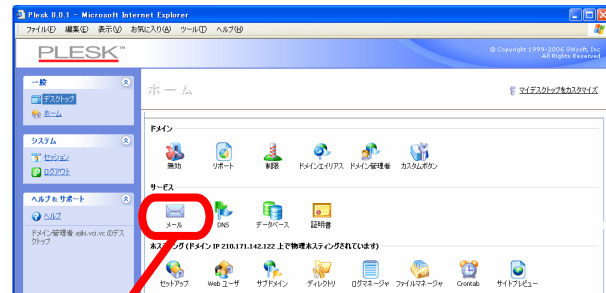 Plesk 8.0.1 - Microsoft Internet Explorer
ファイル(F) 編集(E) 表示(V) お気に入り(A) ツール(T) ヘルプ(H)
PLESK™
© Copyright 1999-2006 SWsoft, Inc
All Rights Reserved
一般
デスクトップ
ホーム
システム
セッション
ログアウト
ヘルプ & サポート
ヘルプ
ドメイン管理者 aoki.vci.vc のデス
クトップ
ホーム
マイデスクトップをカスタマイズ
ドメイン
無効 リポート 制限 ドメインエイリアス ドメイン管理者 カスタムボタン
サービス
メール DNS データベース 証明書
ホスティング (ドメイン IP 210.171.142.122 上で物理ホスティングされています)
セットアップ Web ユーザ サブドメイン ディレクトリ ログマネージャ ファイルマネージャ Crontab サイトプレビュー